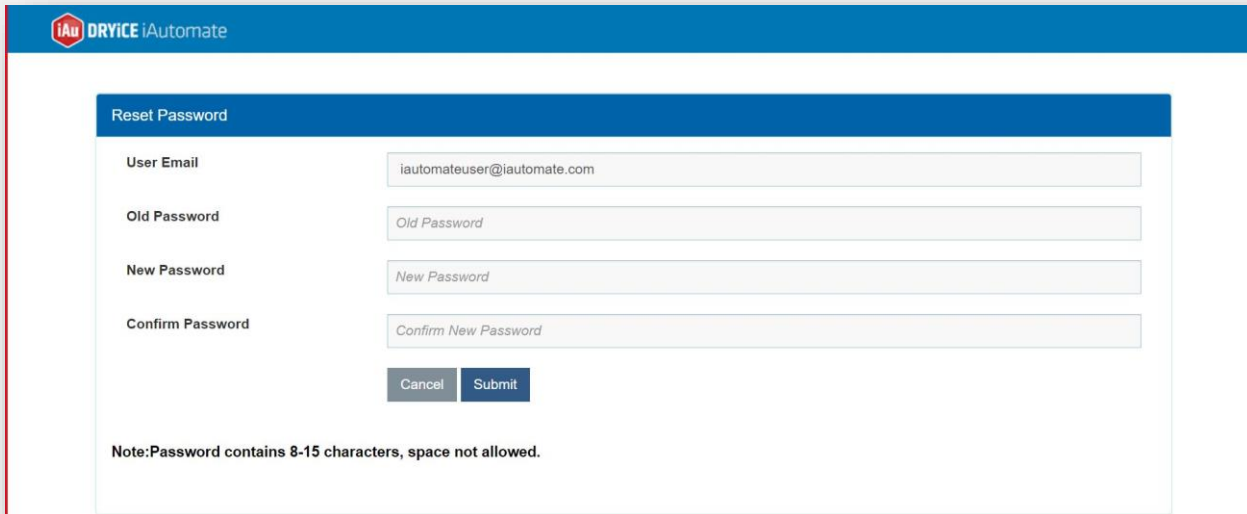 iAu DRYiCE iAutomate
Reset Password
User Email iautomateuser@iautomate.com
Old Password Old Password
New Password New Password
Confirm Password Confirm New Password
Cancel Submit
Note:Password contains 8-15 characters, space not allowed.